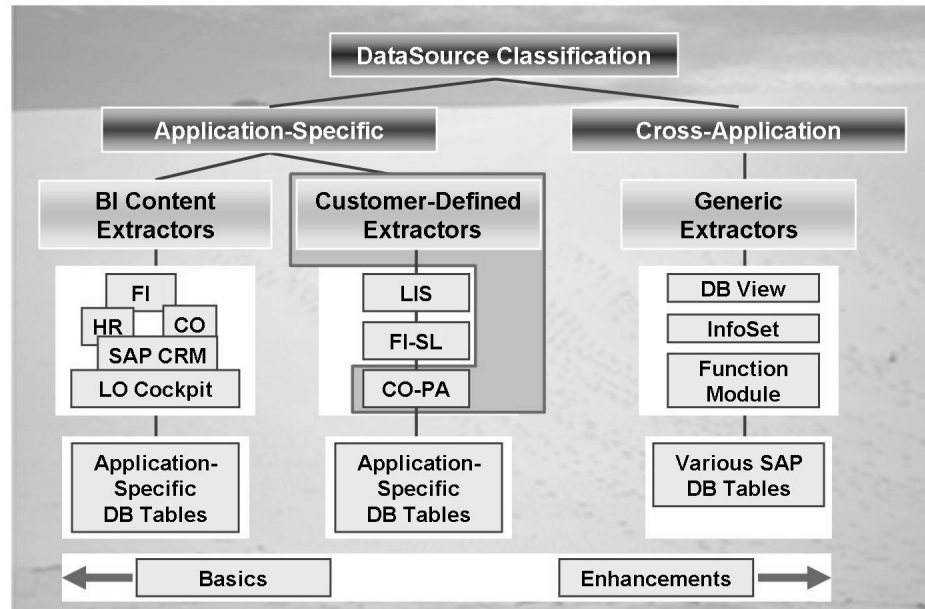 DataSource Classification
Application-Specific
Cross-Application
BI Content
Extractors
Customer-Defined
Extractors
Generic
Extractors
FI
HR
CO
SAP CRM
LO Cockpit
LIS
FI-SL
CO-PA
DB View
InfoSet
Function
Module
Application-
Specific
DB Tables
Application-
Specific
DB Tables
Various SAP
DB Tables
Basics
Enhancements